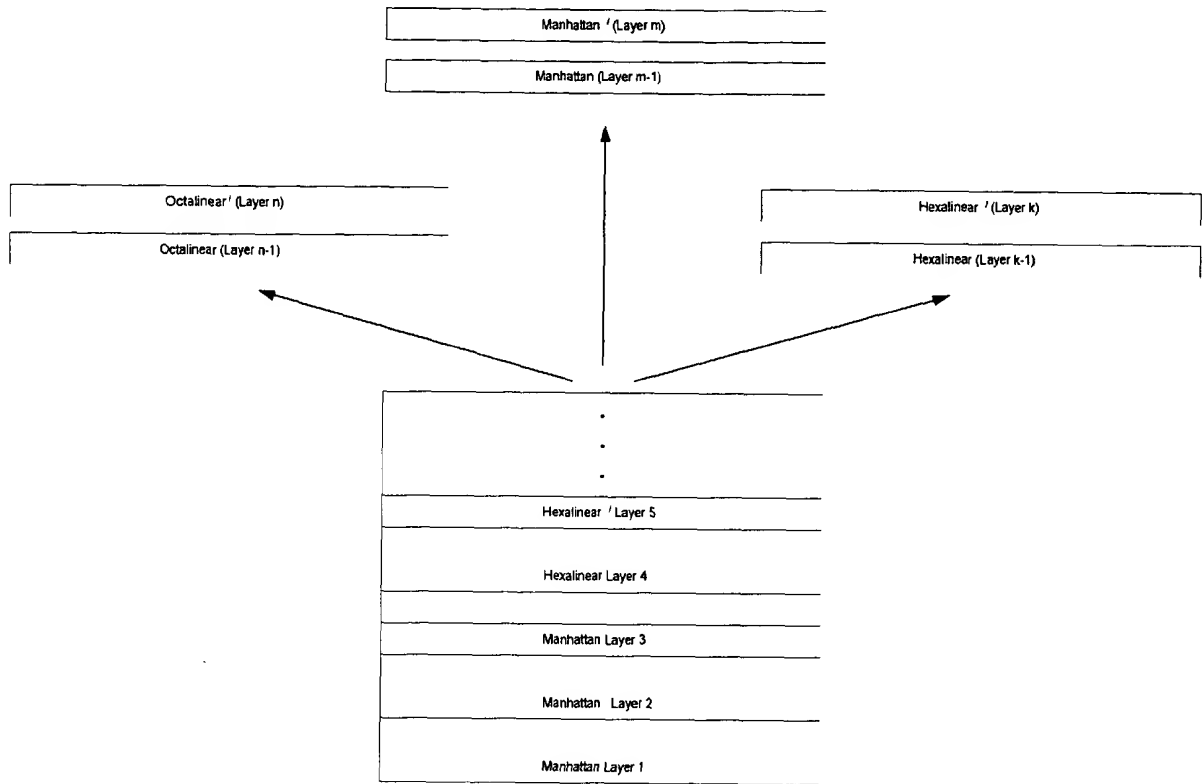 Manhattan ′ (Layer m)
Manhattan (Layer m-1)
Octalinear′ (Layer n)
Octalinear (Layer n-1)
Hexalinear ′ (Layer k)
Hexalinear (Layer k-1)
Hexalinear ′ Layer 5
Hexalinear Layer 4
Manhattan Layer 3
Manhattan Layer 2
Manhattan Layer 1